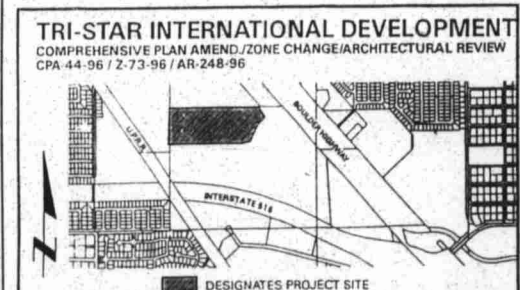 TRI-STAR INTERNATIONAL DEVELOPMENT
COMPREHENSIVE PLAN AMEND./ZONE CHANGE/ARCHITECTURAL REVIEW
CPA-44-96 / Z-73-96 / AR-248-96
U.P.R.R.
BOULDER HIGHWAY
INTERSTATE 515
N
DESIGNATES PROJECT SITE